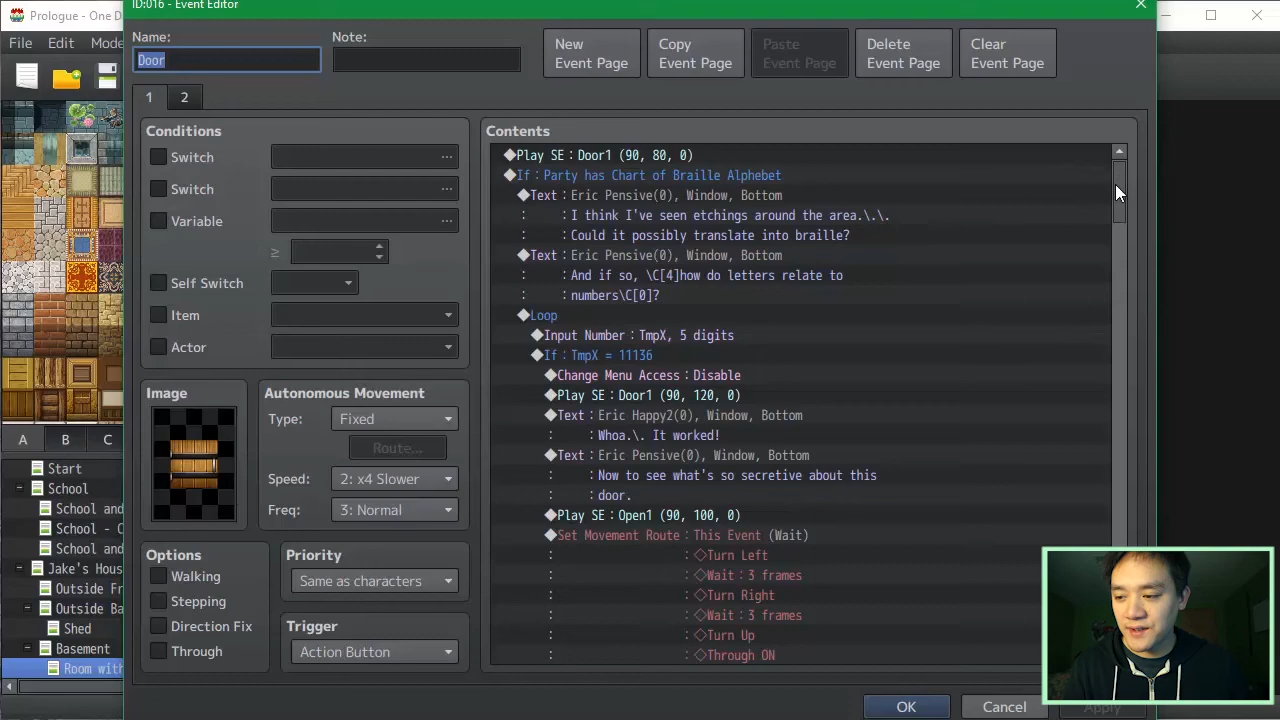 Prologue - One D
ID:016 - Event Editor
File Edit Mode
Name:
Note:
Door
New Event Page
Copy Event Page
Paste Event Page
Delete Event Page
Clear Event Page
1 2
Conditions
Switch ...
Switch ...
Variable ...
≥
Self Switch
Item
Actor
Image
Autonomous Movement
Type: Fixed
Route...
Speed: 2: x4 Slower
Freq: 3: Normal
Options
Walking
Stepping
Direction Fix
Through
Priority
Same as characters
Trigger
Action Button
Contents
◆Play SE : Door1 (90, 80, 0)
◆If : Party has Chart of Braille Alphabet
◆Text : Eric Pensive(0), Window, Bottom
: : I think I've seen etchings around the area.\.\.
: : Could it possibly translate into braille?
◆Text : Eric Pensive(0), Window, Bottom
: : And if so, \C[4]how do letters relate to
: : numbers\C[0]?
◆Loop
◆Input Number : TmpX, 5 digits
◆If : TmpX = 11136
◆Change Menu Access : Disable
◆Play SE : Door1 (90, 120, 0)
◆Text : Eric Happy2(0), Window, Bottom
: : Whoa.\. It worked!
◆Text : Eric Pensive(0), Window, Bottom
: : Now to see what's so secretive about this
: : door.
◆Play SE : Open1 (90, 100, 0)
◆Set Movement Route : This Event (Wait)
: : ◇Turn Left
: : ◇Wait : 3 frames
: : ◇Turn Right
: : ◇Wait : 3 frames
: : ◇Turn Up
: : ◇Through ON
A B C
Start
School
School and
School - C
School and
Jake's Hous
Outside Fr
Outside Ba
Shed
Basement
Room with
OK
Cancel
Apply